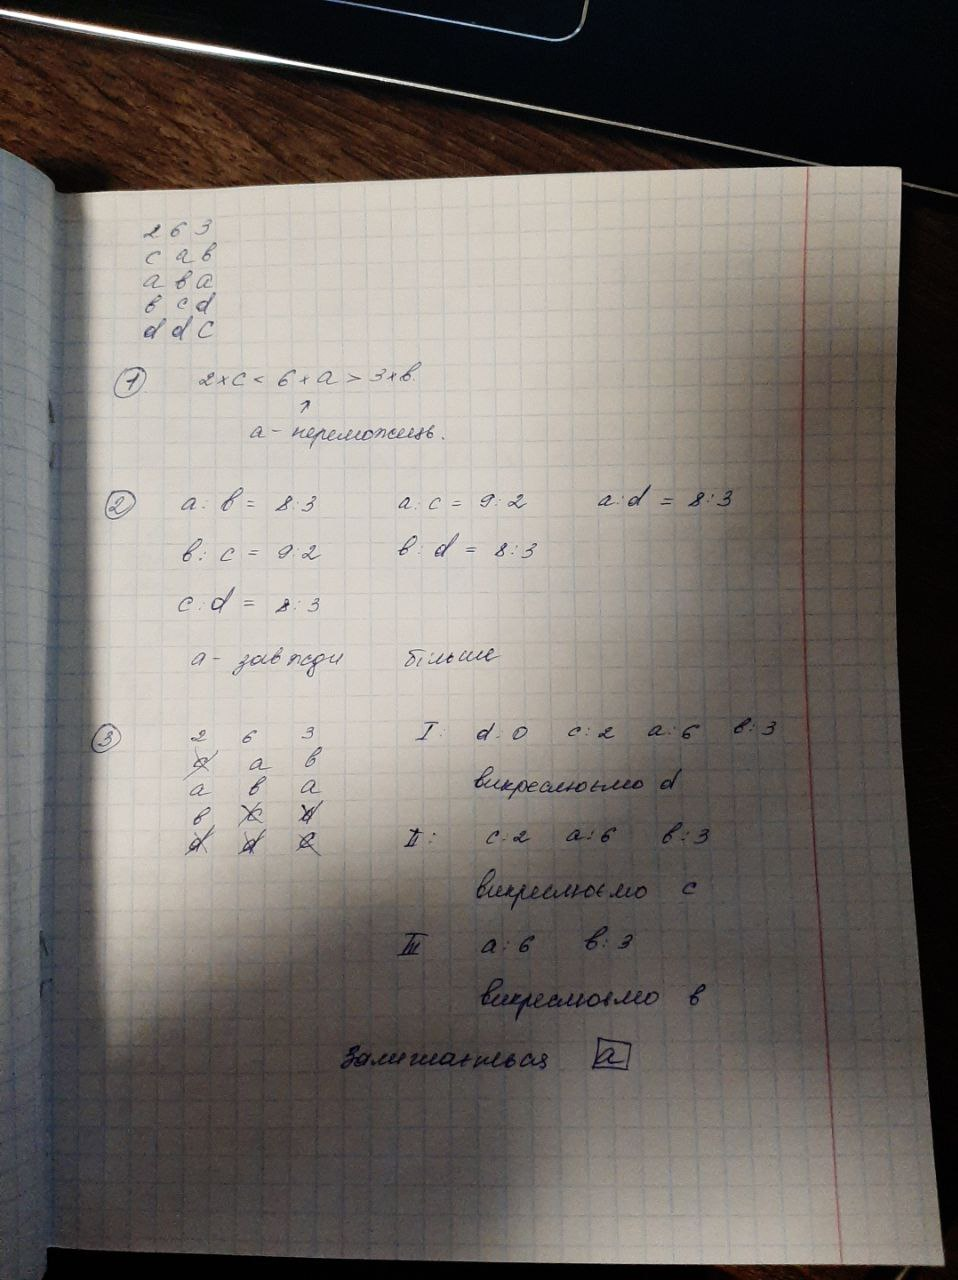 2 6 3
c a b
a b a
b c d
d d c
① 2×c < 6×a > 3×b.
↑
a - переможець.
② a:b = 8:3 a:c = 9:2 a:d = 8:3
b:c = 9:2 b:d = 8:3
c:d = 8:3
a - завжди більше
③ 2 6 3 I: d:0 c:2 a:6 b:3
c a b
a b a викреслюємо d
b c d
d d c II: c:2 a:6 b:3
викреслюємо c
III a:6 b:3
викреслюємо b
Залишається a